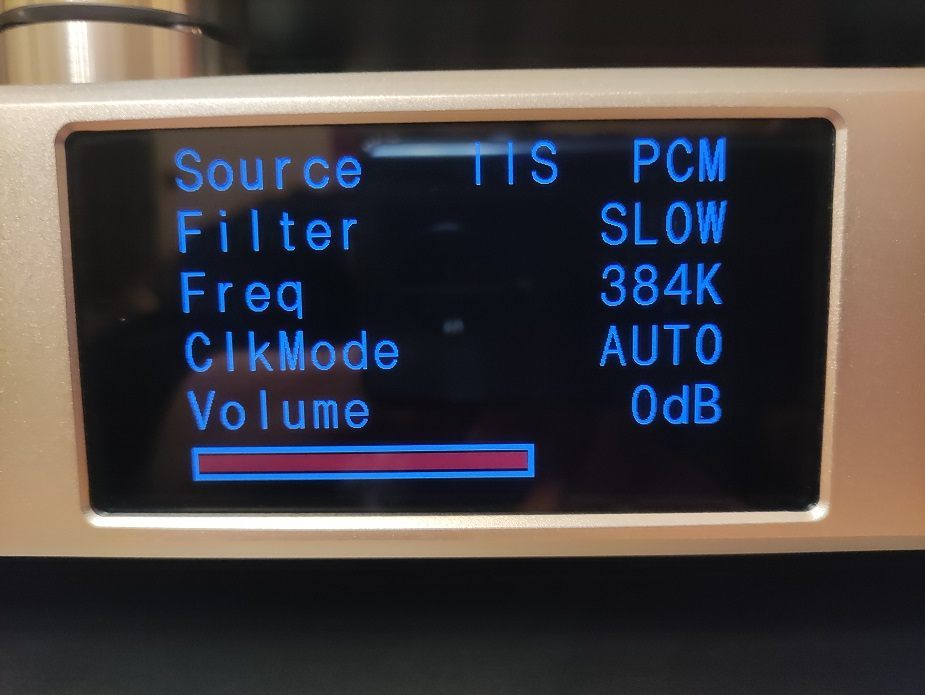 Source IIS PCM
Filter SLOW
Freq 384K
ClkMode AUTO
Volume 0dB